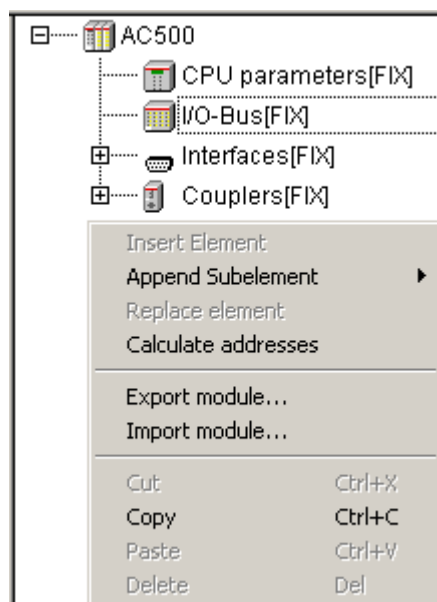 AC500
CPU parameters[FIX]
I/O-Bus[FIX]
Interfaces[FIX]
Couplers[FIX]
Insert Element
Append Subelement
Replace element
Calculate addresses
Export module...
Import module...
Cut Ctrl+X
Copy Ctrl+C
Paste Ctrl+V
Delete Del